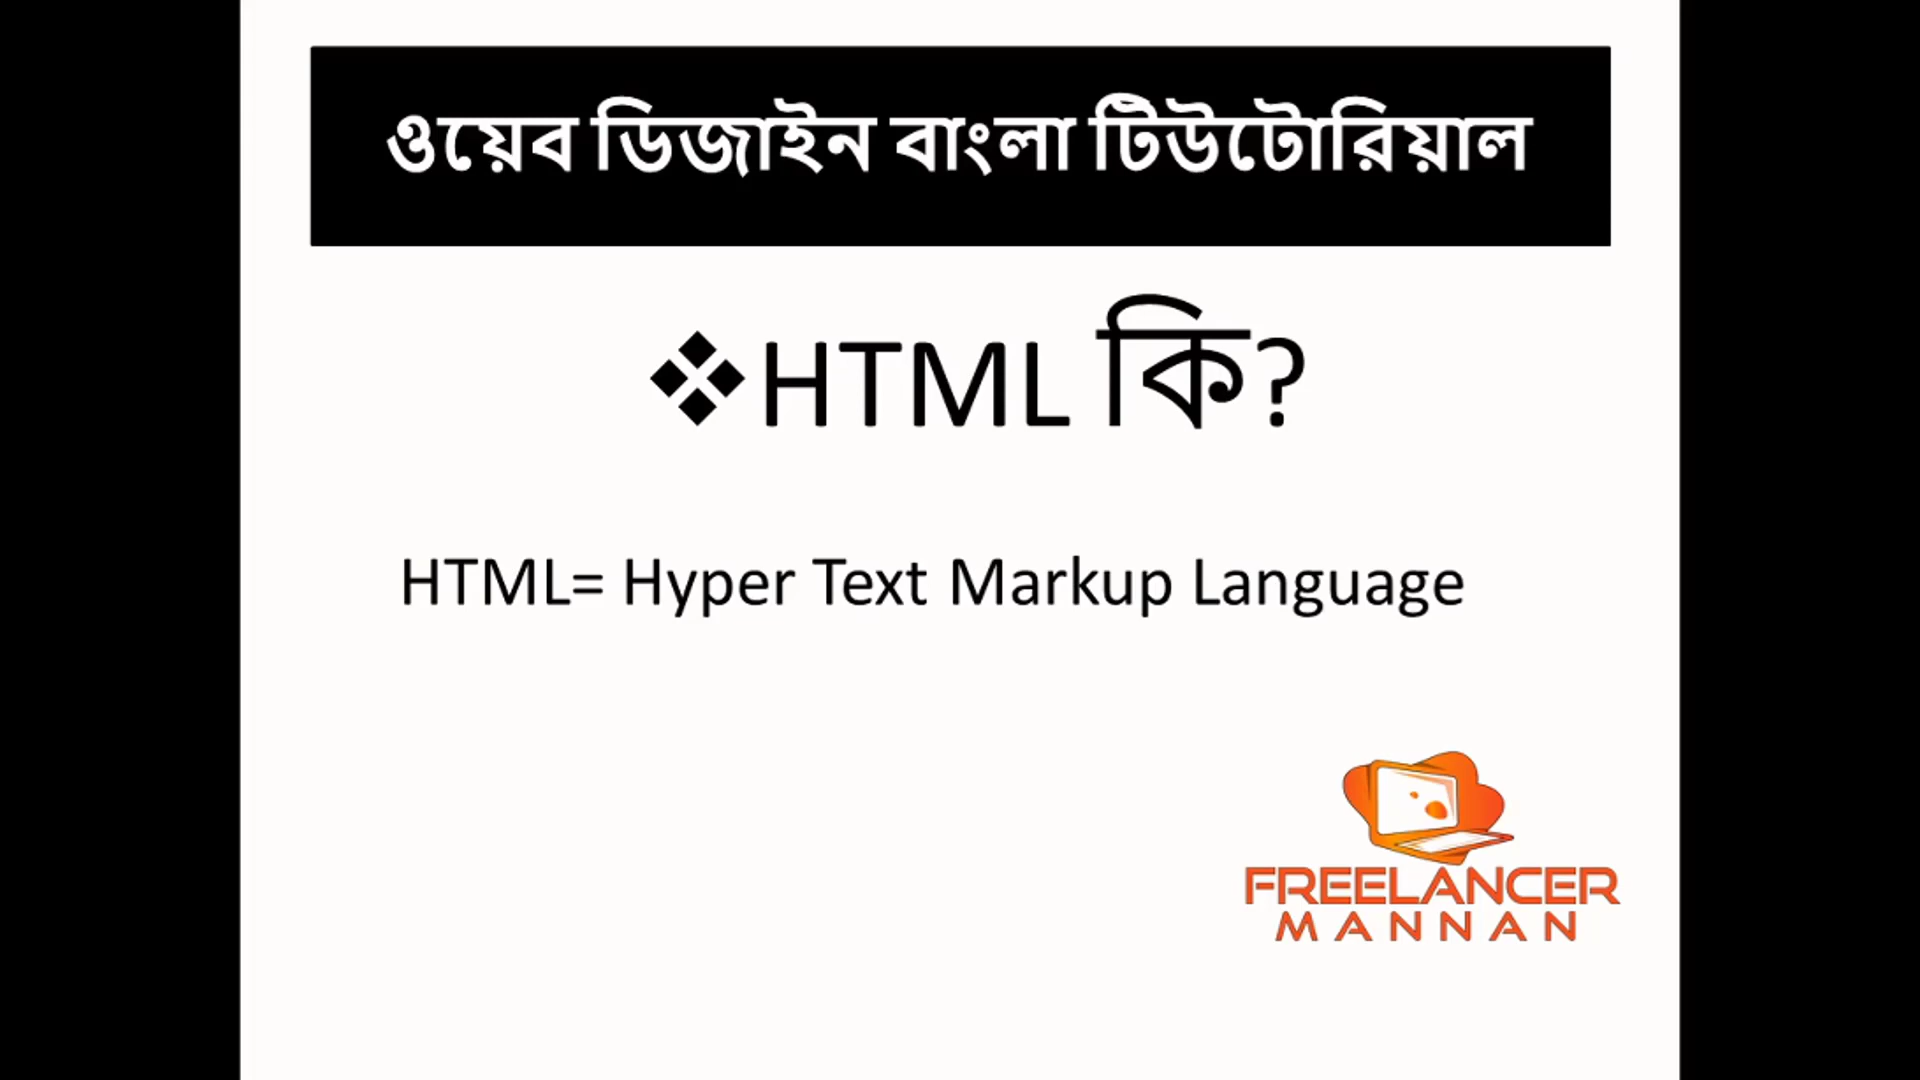 ওয়েব ডিজাইন বাংলা টিউটোরিয়াল
❖HTML কি?
HTML= Hyper Text Markup Language
FREELANCER
MANNAN